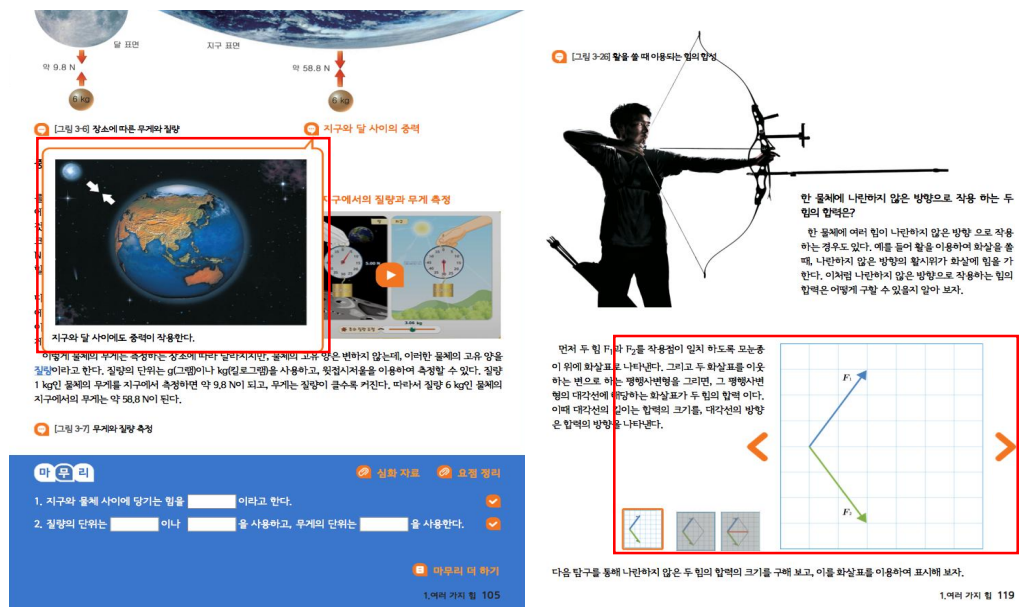 달 표면
지구 표면
약 9.8 N
약 58.8 N
6 kg
6 kg
[그림 3-6] 장소에 따른 무게와 질량
지구와 달 사이의 중력
지구에서의 질량과 무게 측정
지구와 달 사이에도 중력이 작용한다.
이렇게 물체의 무게는 측정하는 장소에 따라 달라지지만, 물체의 고유 양은 변하지 않는데, 이러한 물체의 고유 양을
질량이라고 한다. 질량의 단위는 g(그램)이나 kg(킬로그램)을 사용하고, 윗접시저울을 이용하여 측정할 수 있다. 질량
1 kg인 물체의 무게를 지구에서 측정하면 약 9.8 N이 되고, 무게는 질량이 클수록 커진다. 따라서 질량 6 kg인 물체의
지구에서의 무게는 약 58.8 N이 된다.
[그림 3-7] 무게와 질량 측정
마무리
심화 자료
요점 정리
1. 지구와 물체 사이에 당기는 힘을 이라고 한다.
2. 질량의 단위는 이나 을 사용하고, 무게의 단위는 을 사용한다.
마무리 더 하기
1.여러 가지 힘 105
[그림 3-26] 활을 쏠 때 이용되는 힘의 합성
한 물체에 나란하지 않은 방향으로 작용 하는 두
힘의 합력은?
한 물체에 여러 힘이 나란하지 않은 방향 으로 작용
하는 경우도 있다. 예를 들어 활을 이용하여 화살을 쏠
때, 나란하지 않은 방향의 활시위가 화살에 힘을 가
한다. 이처럼 나란하지 않은 방향으로 작용하는 힘의
합력은 어떻게 구할 수 있을지 알아 보자.
먼저 두 힘 F₁과 F₂를 작용점이 일치 하도록 모눈종
이 위에 화살표로 나타낸다. 그리고 두 화살표를 이웃
하는 변으로 하는 평행사변형을 그리면, 그 평행사변
형의 대각선에 해당하는 화살표가 두 힘의 합력 이다.
이때 대각선의 길이는 합력의 크기를, 대각선의 방향
은 합력의 방향을 나타낸다.
F₁
F₂
다음 탐구를 통해 나란하지 않은 두 힘의 합력의 크기를 구해 보고, 이를 화살표를 이용하여 표시해 보자.
1.여러 가지 힘 119